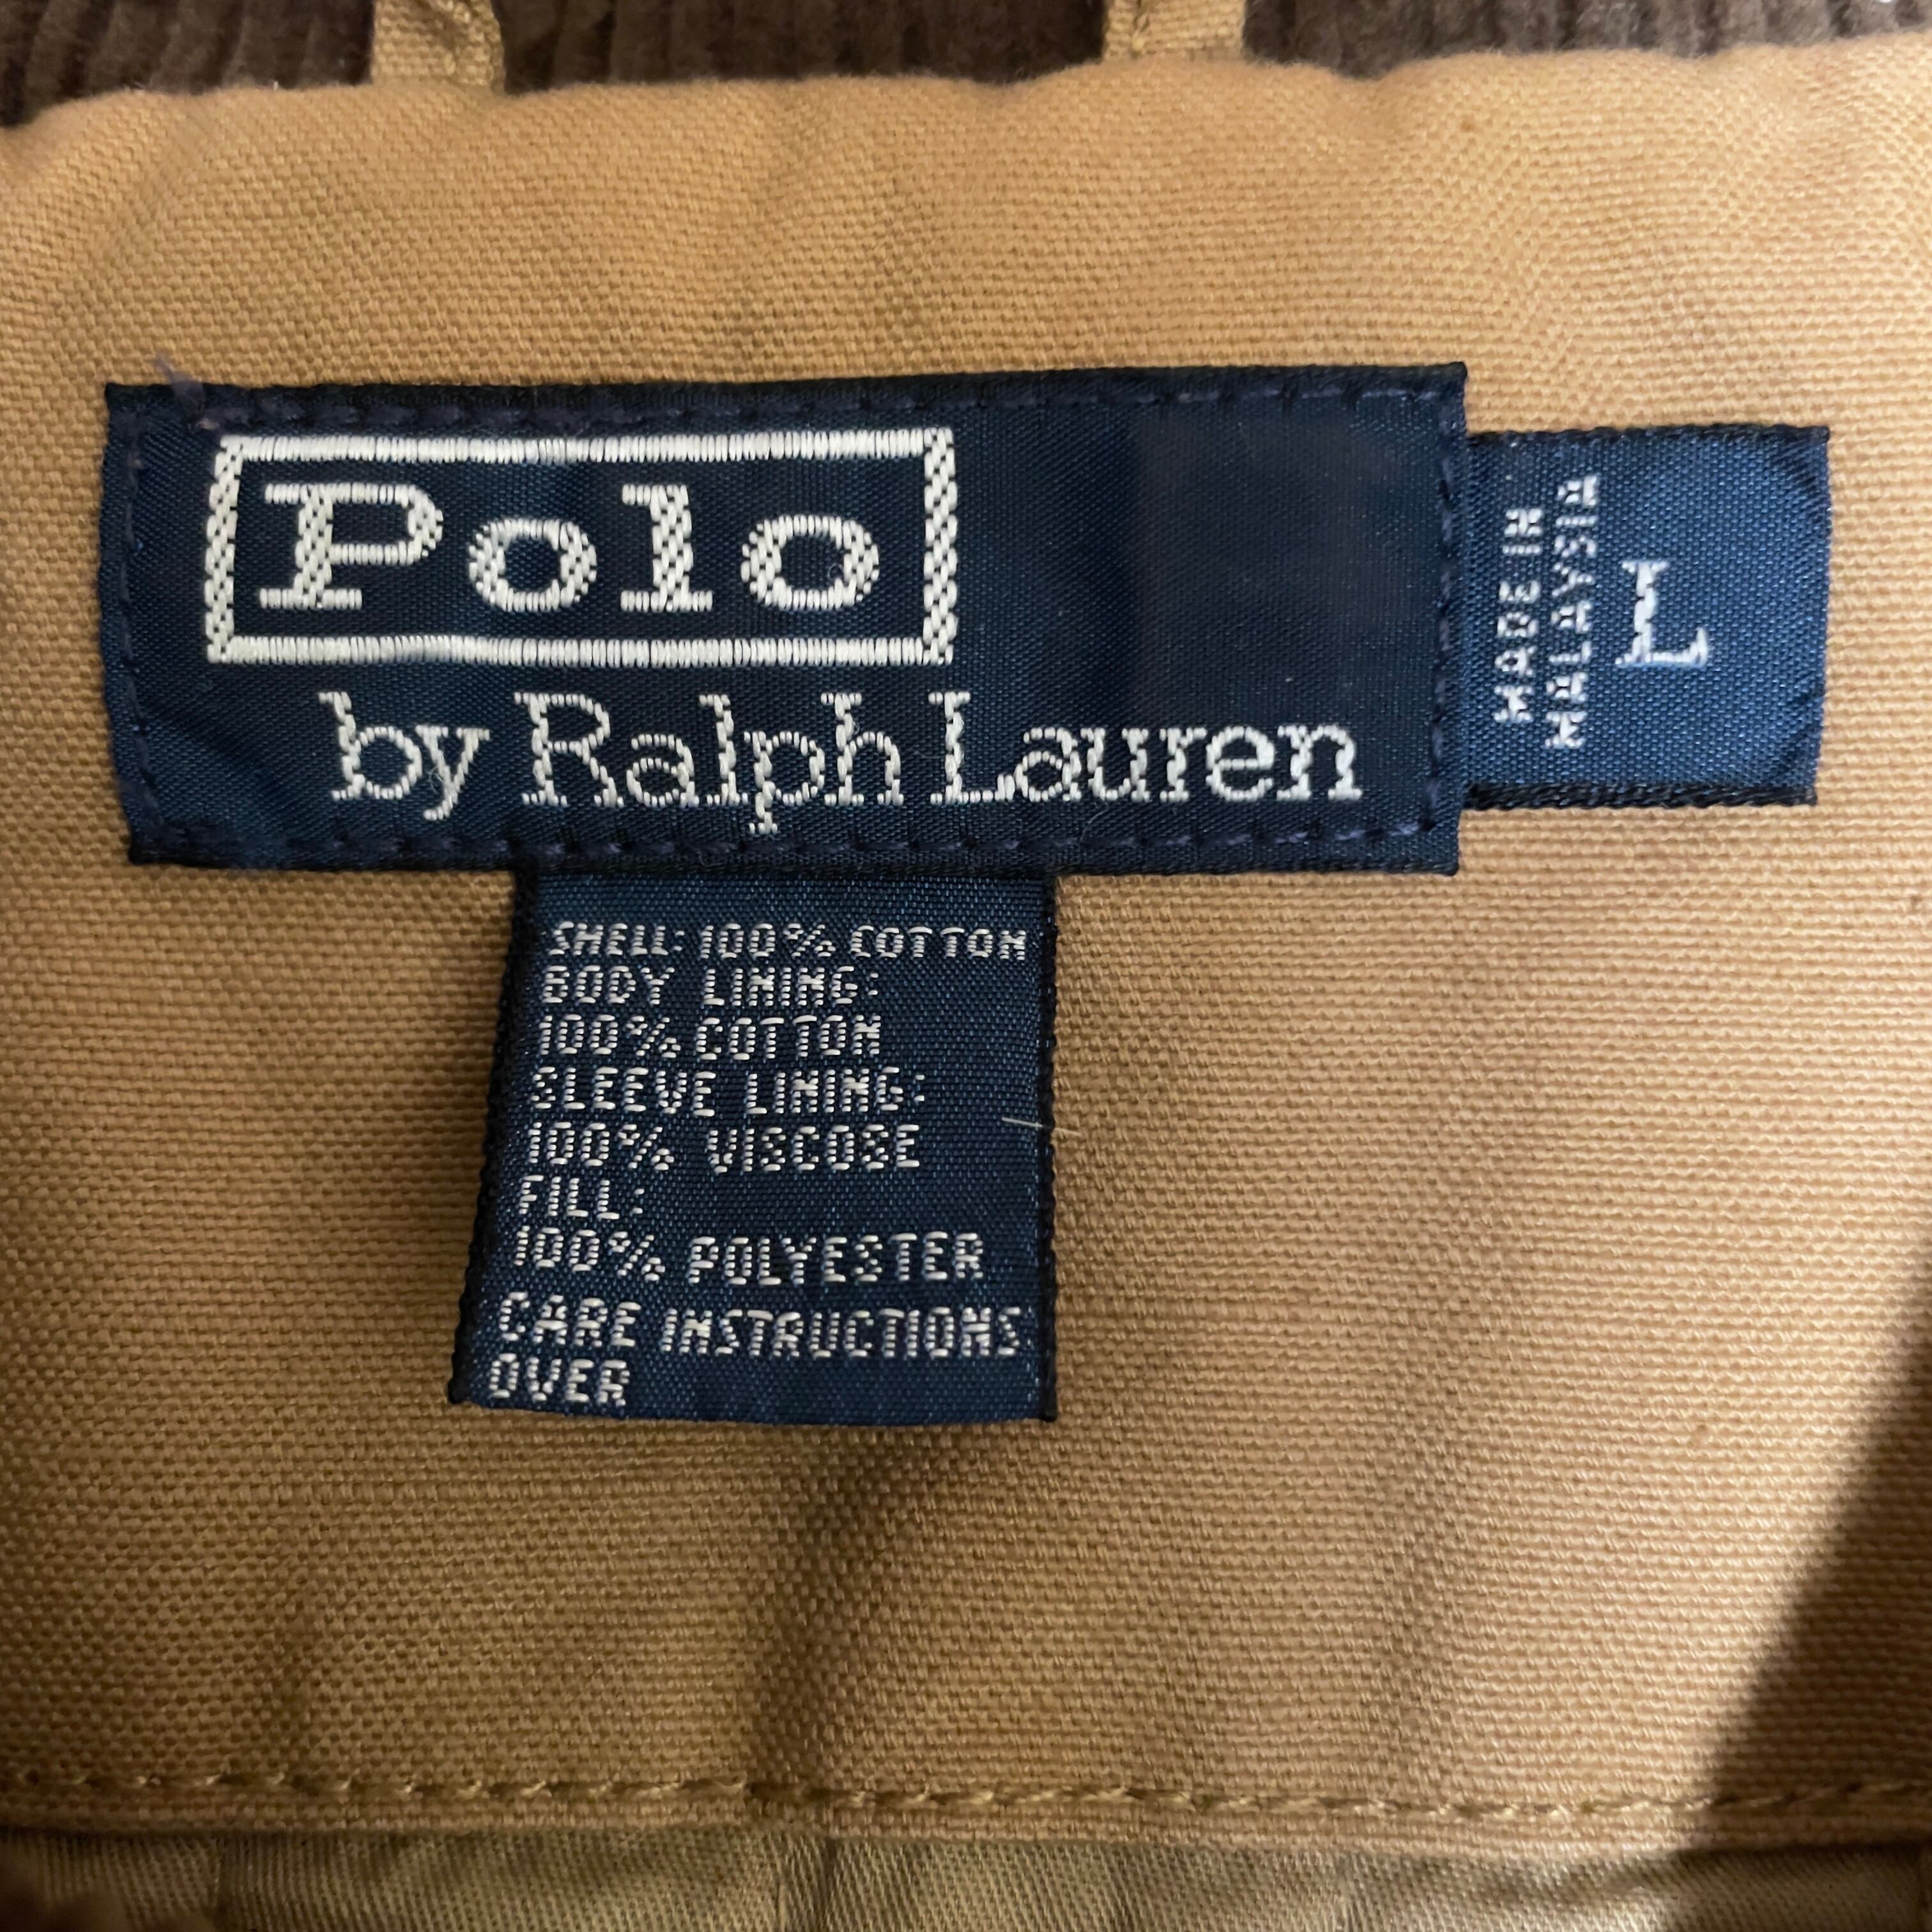 Polo
by Ralph Lauren
MADE IN
MALAYSIA
L
SHELL: 100% COTTON
BODY LINING:
100% COTTON
SLEEVE LINING:
100% VISCOSE
FILL:
100% POLYESTER
CARE INSTRUCTIONS
OVER